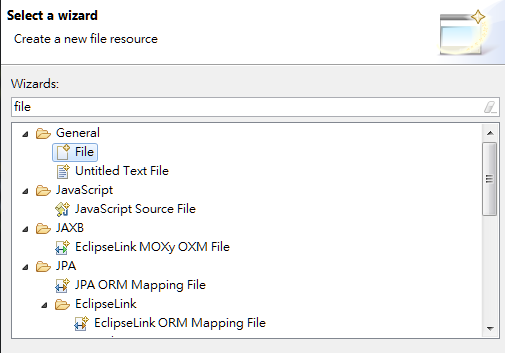 Select a wizard
Create a new file resource
Wizards:
file
General
File
Untitled Text File
JavaScript
JavaScript Source File
JAXB
EclipseLink MOXy OXM File
JPA
JPA ORM Mapping File
EclipseLink
EclipseLink ORM Mapping File